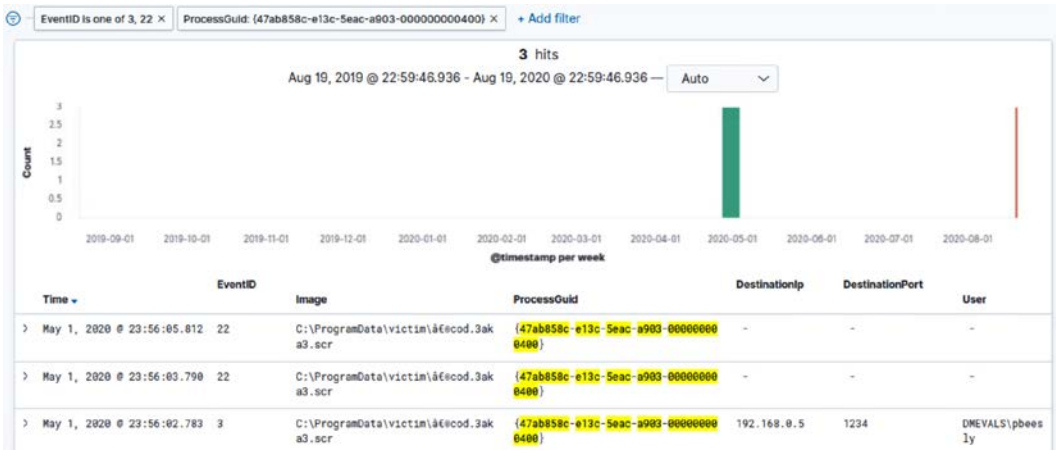 EventID is one of 3, 22 × ProcessGuid: {47ab858c-e13c-5eac-a903-000000000400} × + Add filter
3 hits
Aug 19, 2019 @ 22:59:46.936 - Aug 19, 2020 @ 22:59:46.936 — Auto
3
2.5
2
1.5
1
0.5
0
Count
2019-09-01 2019-10-01 2019-11-01 2019-12-01 2020-01-01 2020-02-01 2020-03-01 2020-04-01 2020-05-01 2020-06-01 2020-07-01 2020-08-01
@timestamp per week
Time EventID Image ProcessGuid DestinationIp DestinationPort User
May 1, 2020 @ 23:56:05.812 22 C:\ProgramData\victim\â€®cod.3ak {47ab858c-e13c-5eac-a903-00000000 - - -
a3.scr 0400}
May 1, 2020 @ 23:56:03.790 22 C:\ProgramData\victim\â€®cod.3ak {47ab858c-e13c-5eac-a903-00000000 - - -
a3.scr 0400}
May 1, 2020 @ 23:56:02.783 3 C:\ProgramData\victim\â€®cod.3ak {47ab858c-e13c-5eac-a903-00000000 192.168.0.5 1234 DMEVALS\pbees
a3.scr 0400} ly